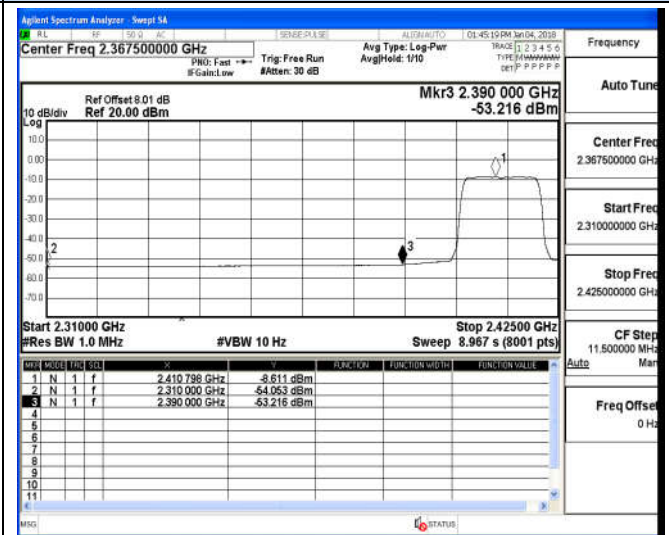 Agilent Spectrum Analyzer - Swept SA
RL RF 50 Ω AC SENSE:PULSE ALIGN AUTO 01:45:19 PM Jan 04, 2018
Center Freq 2.367500000 GHz
PNO: Fast
IFGain:Low
Trig: Free Run
#Atten: 30 dB
Avg Type: Log-Pwr
Avg|Hold: 1/10
TRACE 1 2 3 4 5 6
TYPE MWWWWW
DET P P P P P P
Ref Offset 8.01 dB
Ref 20.00 dBm
10 dB/div
Log
Mkr3 2.390 000 GHz
-53.216 dBm
10.0
0.00
-10.0
-20.0
-30.0
-40.0
-50.0
-60.0
-70.0
1
2
3
Start 2.31000 GHz
Stop 2.42500 GHz
#Res BW 1.0 MHz
#VBW 10 Hz
Sweep 8.967 s (8001 pts)
MKR MODE TRC SCL X Y FUNCTION FUNCTION WIDTH FUNCTION VALUE
1 N 1 f 2.410 798 GHz -8.611 dBm
2 N 1 f 2.310 000 GHz -54.053 dBm
3 N 1 f 2.390 000 GHz -53.216 dBm
4
5
6
7
8
9
10
11
MSG
STATUS
Frequency
Auto Tune
Center Freq
2.367500000 GHz
Start Freq
2.310000000 GHz
Stop Freq
2.425000000 GHz
CF Step
11.500000 MHz
Auto Man
Freq Offset
0 Hz